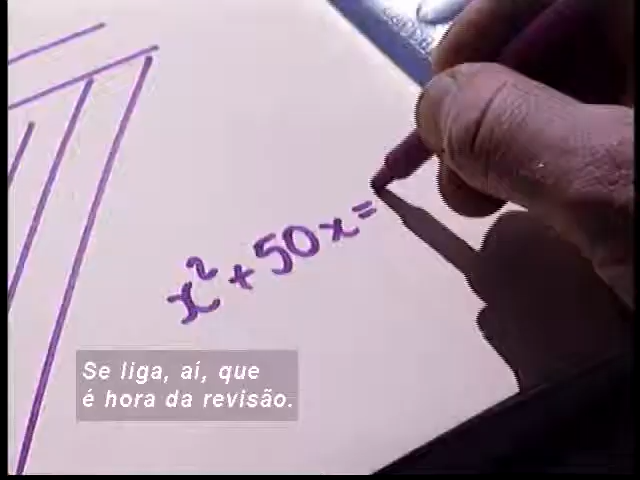 x² + 50x =
Se liga, aí, que
é hora da revisão.